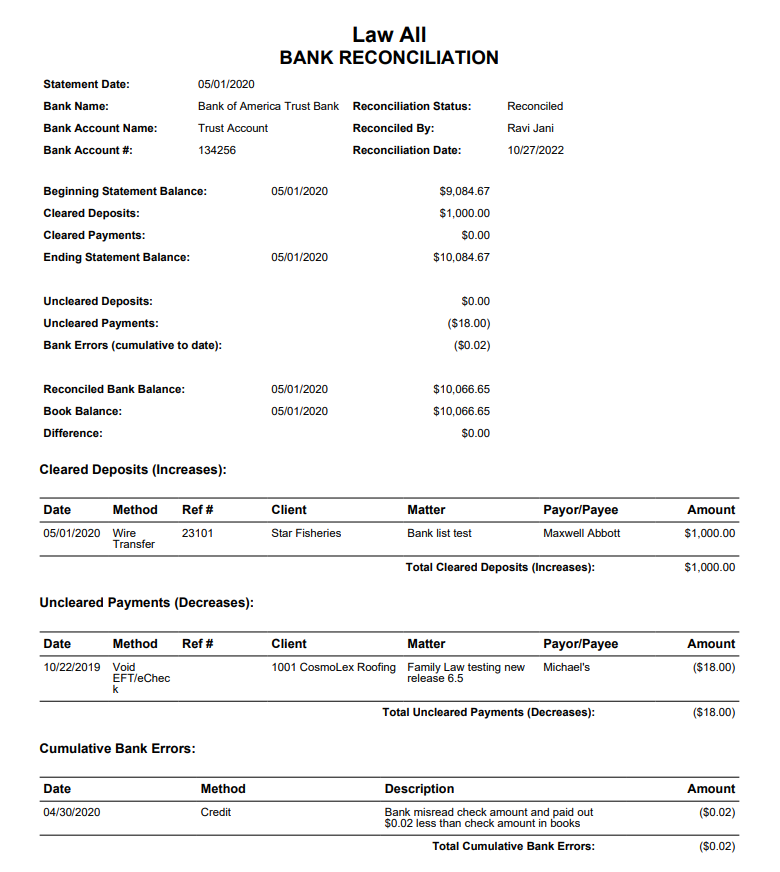 Law All
BANK RECONCILIATION
Statement Date: 05/01/2020
Bank Name: Bank of America Trust Bank Reconciliation Status: Reconciled
Bank Account Name: Trust Account Reconciled By: Ravi Jani
Bank Account #: 134256 Reconciliation Date: 10/27/2022
Beginning Statement Balance: 05/01/2020 $9,084.67
Cleared Deposits: $1,000.00
Cleared Payments: $0.00
Ending Statement Balance: 05/01/2020 $10,084.67
Uncleared Deposits: $0.00
Uncleared Payments: ($18.00)
Bank Errors (cumulative to date): ($0.02)
Reconciled Bank Balance: 05/01/2020 $10,066.65
Book Balance: 05/01/2020 $10,066.65
Difference: $0.00
Cleared Deposits (Increases):
Date Method Ref # Client Matter Payor/Payee Amount
05/01/2020 Wire 23101 Star Fisheries Bank list test Maxwell Abbott $1,000.00
Transfer
Total Cleared Deposits (Increases): $1,000.00
Uncleared Payments (Decreases):
Date Method Ref # Client Matter Payor/Payee Amount
10/22/2019 Void 1001 CosmoLex Roofing Family Law testing new Michael's ($18.00)
EFT/eChec release 6.5
k
Total Uncleared Payments (Decreases): ($18.00)
Cumulative Bank Errors:
Date Method Description Amount
04/30/2020 Credit Bank misread check amount and paid out ($0.02)
$0.02 less than check amount in books
Total Cumulative Bank Errors: ($0.02)